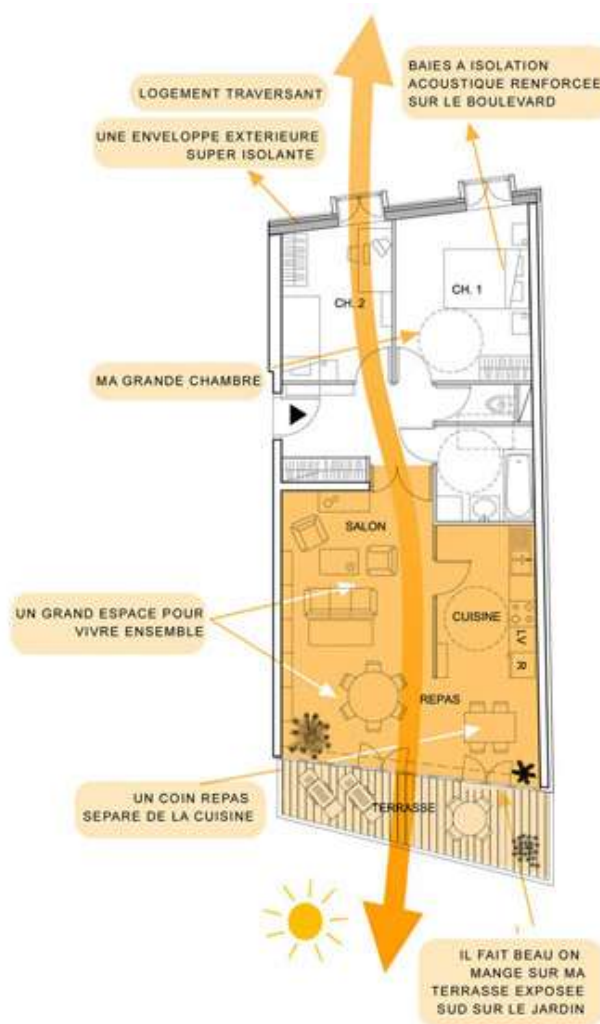 LOGEMENT TRAVERSANT
BAIES A ISOLATION
ACOUSTIQUE RENFORCEE
SUR LE BOULEVARD
UNE ENVELOPPE EXTERIEURE
SUPER ISOLANTE
CH. 2
CH. 1
MA GRANDE CHAMBRE
SALON
UN GRAND ESPACE POUR
VIVRE ENSEMBLE
CUISINE
LV
R
REPAS
UN COIN REPAS
SEPARE DE LA CUISINE
TERRASSE
IL FAIT BEAU ON
MANGE SUR MA
TERRASSE EXPOSEE
SUD SUR LE JARDIN